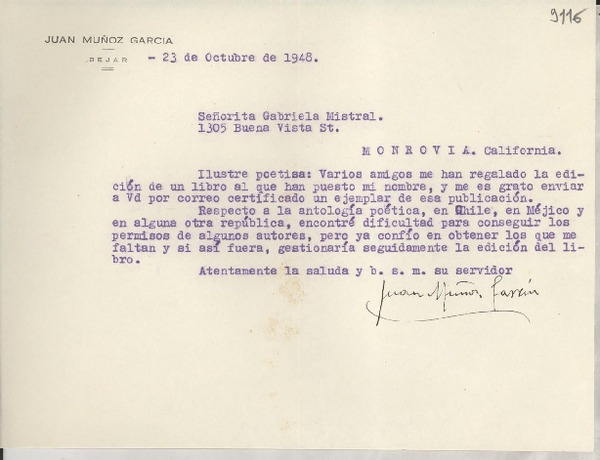 9116
JUAN MUÑOZ GARCIA
BEJAR
- 23 de Octubre de 1948.
Señorita Gabriela Mistral.
1305 Buena Vista St.
M O N R O V I A. California.
Ilustre poetisa: Varios amigos me han regalado la edi-
ción de un libro al que han puesto mi nombre, y me es grato enviar
a Vd por correo certificado un ejemplar de esa publicación.
Respecto a la antología poética, en Chile, en Méjico y
en alguna otra república, encontré dificultad para conseguir los
permisos de algunos autores, pero ya confío en obtener los que me
faltan y si así fuera, gestionaría seguidamente la edición del li-
bro.
Atentamente la saluda y b. s. m. su servidor
Juan Muñoz García